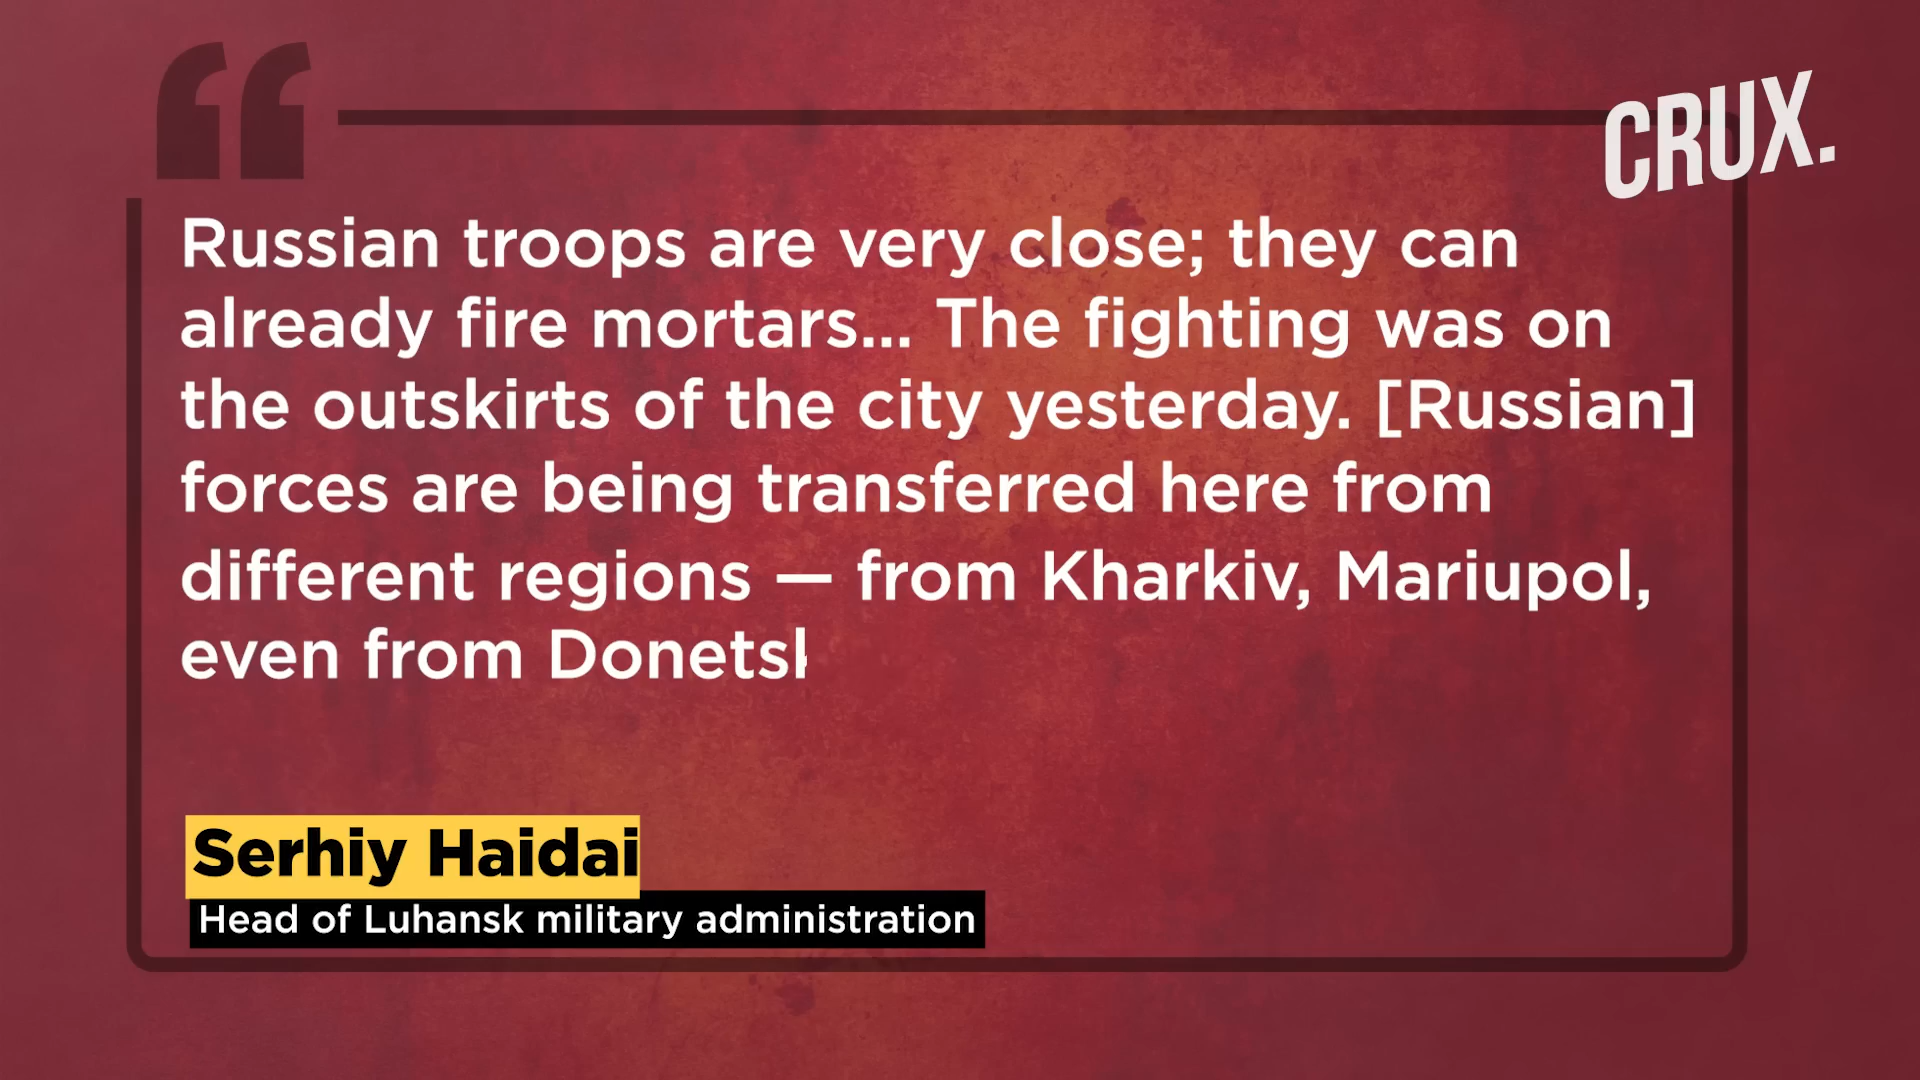 CRUX.
Russian troops are very close; they can
already fire mortars... The fighting was on
the outskirts of the city yesterday. [Russian]
forces are being transferred here from
different regions — from Kharkiv, Mariupol,
even from
Serhiy Haidai
Head of Luhansk military administration